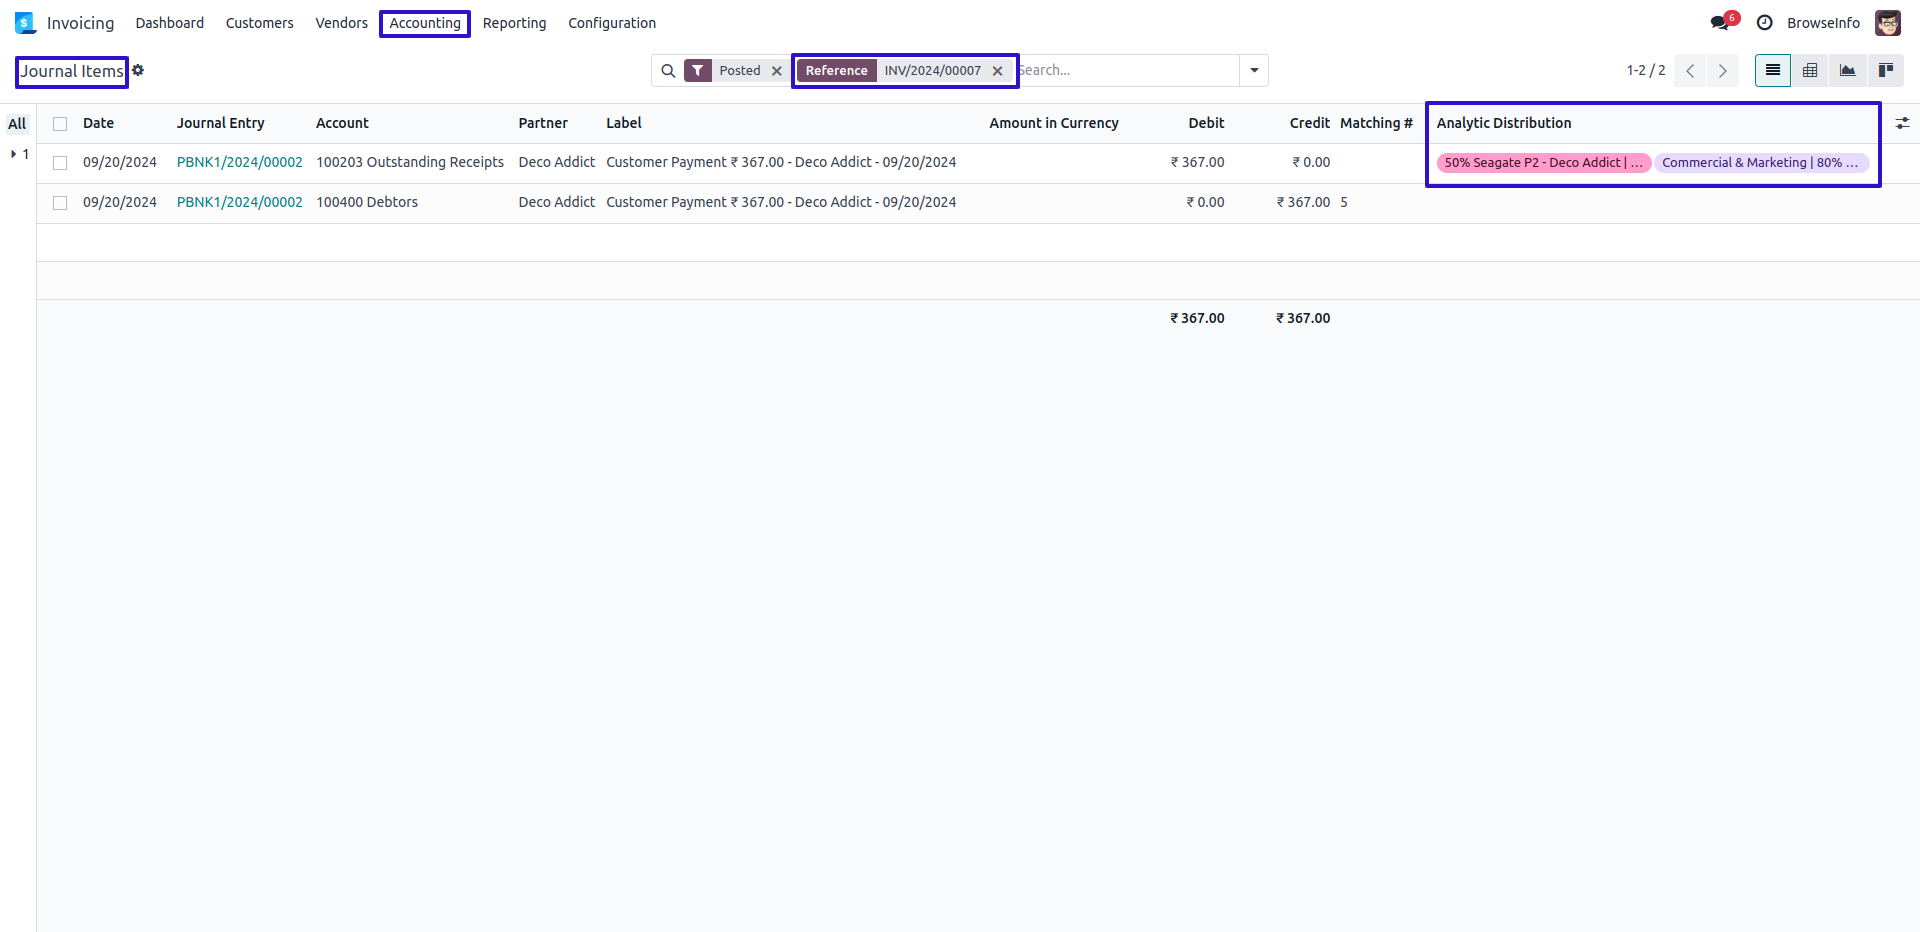 Invoicing Dashboard Customers Vendors Accounting Reporting Configuration 6 BrowseInfo
Journal Items Posted Reference INV/2024/00007 Search... 1-2 / 2
All Date Journal Entry Account Partner Label Amount in Currency Debit Credit Matching # Analytic Distribution
1 09/20/2024 PBNK1/2024/00002 100203 Outstanding Receipts Deco Addict Customer Payment ₹ 367.00 - Deco Addict - 09/20/2024 ₹ 367.00 ₹ 0.00 50% Seagate P2 - Deco Addict | ... Commercial & Marketing | 80% ...
09/20/2024 PBNK1/2024/00002 100400 Debtors Deco Addict Customer Payment ₹ 367.00 - Deco Addict - 09/20/2024 ₹ 0.00 ₹ 367.00 5
₹ 367.00 ₹ 367.00